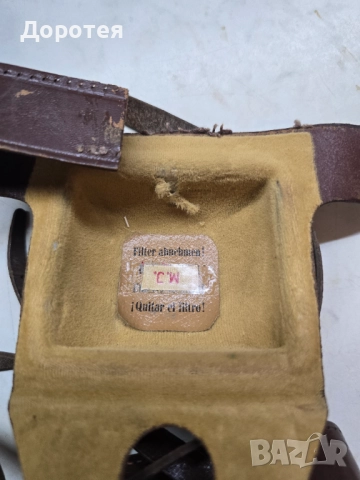 Доротея
Filter abnehmen!
M.J.
¡Quitar el filtro!
bazar